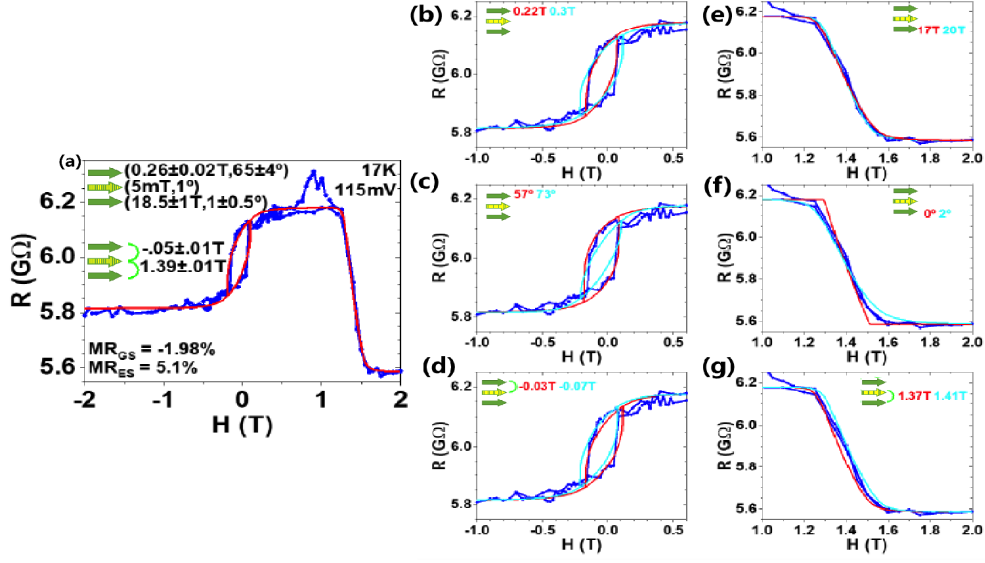 (a)
(0.26±0.02T,65±4º)
(5mT,1º)
(18.5±1T,1±0.5º)
17K
115mV
-.05±.01T
1.39±.01T
MR_GS = -1.98%
MR_ES = 5.1%
R (GΩ)
6.2
6.0
5.8
5.6
-2 -1 0 1 2
H (T)
(b)
0.22T 0.3T
R (GΩ)
6.2
6.0
5.8
-1.0 -0.5 0.0 0.5
H (T)
(c)
57º 73º
R (GΩ)
6.2
6.0
5.8
-1.0 -0.5 0.0 0.5
H (T)
(d)
-0.03T -0.07T
R (GΩ)
6.2
6.0
5.8
-1.0 -0.5 0.0 0.5
H (T)
(e)
17T 20T
R (GΩ)
6.2
6.0
5.8
5.6
1.0 1.2 1.4 1.6 1.8 2.0
H (T)
(f)
0º 2º
R (GΩ)
6.2
6.0
5.8
5.6
1.0 1.2 1.4 1.6 1.8 2.0
H (T)
(g)
1.37T 1.41T
R (GΩ)
6.2
6.0
5.8
5.6
1.0 1.2 1.4 1.6 1.8 2.0
H (T)